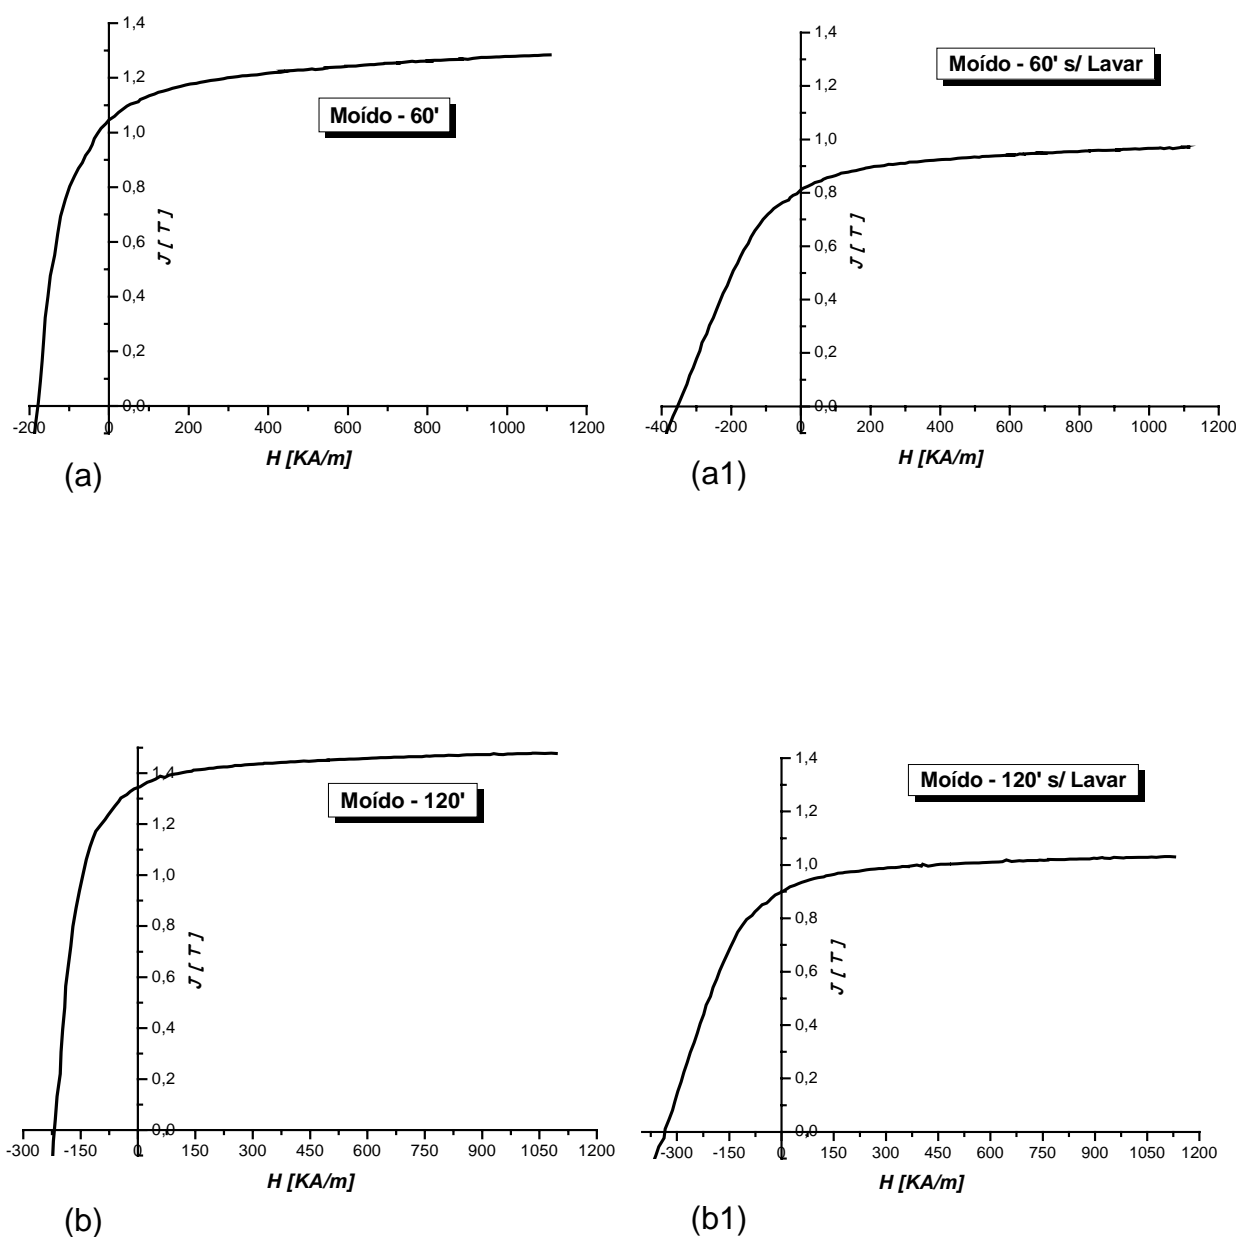 1,4
1,2
1,0
0,8
0,6
0,4
0,2
0,0
J [ T ]
Moído - 60'
-200 0 200 400 600 800 1000 1200
H [KA/m]
(a)
1,4
1,2
1,0
0,8
0,6
0,4
0,2
0,0
J [ T ]
Moído - 60' s/ Lavar
-400 -200 0 200 400 600 800 1000 1200
H [KA/m]
(a1)
1,4
1,2
1,0
0,8
0,6
0,4
0,2
0,0
J [ T ]
Moído - 120'
-300 -150 0 150 300 450 600 750 900 1050 1200
H [KA/m]
(b)
1,4
1,2
1,0
0,8
0,6
0,4
0,2
0,0
J [ T ]
Moído - 120' s/ Lavar
-300 -150 0 150 300 450 600 750 900 1050 1200
H [KA/m]
(b1)